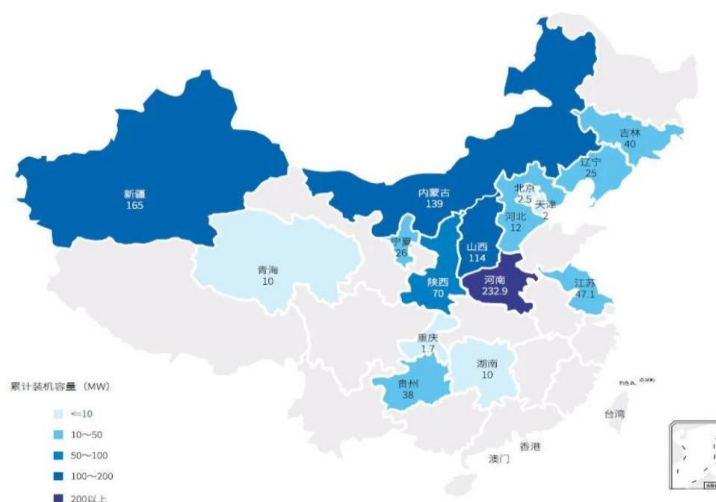 吉林
40
辽宁
25
北京
2.5
天津
2
新疆
165
内蒙古
139
河北
12
宁夏
26
山西
114
青海
10
陕西
70
河南
232.9
江苏
47.1
重庆
1.7
湖南
10
贵州
38
累计装机容量（MW）
<=10
10～50
50～100
100～200
200以上
台湾
香港
澳门